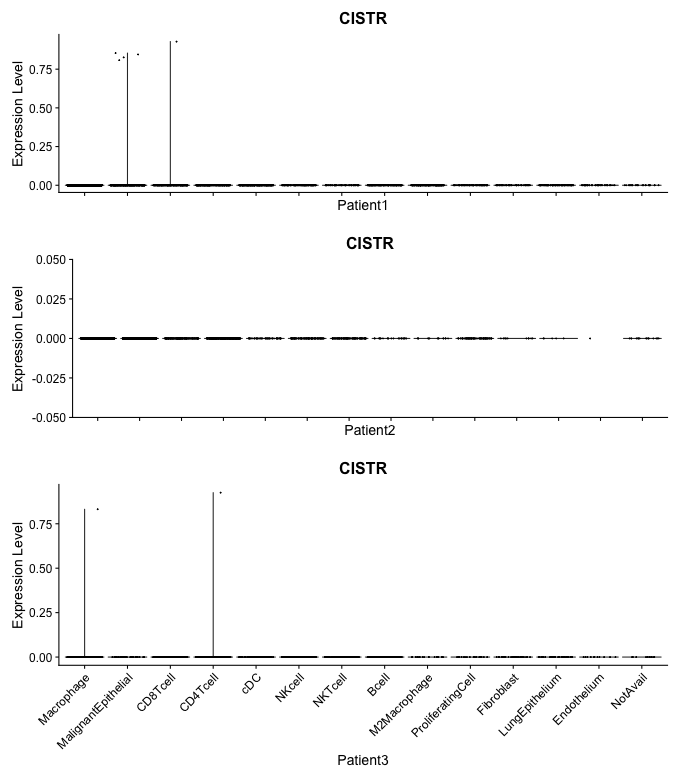 CISTR
Expression Level
0.75
0.50
0.25
0.00
Patient1
CISTR
Expression Level
0.050
0.025
0.000
-0.025
-0.050
Patient2
CISTR
Expression Level
0.75
0.50
0.25
0.00
Macrophage
MalignantEpithelial
CD8Tcell
CD4Tcell
cDC
NKcell
NKTcell
Bcell
M2Macrophage
ProliferatingCell
Fibroblast
LungEpithelium
Endothelium
NotAvail
Patient3